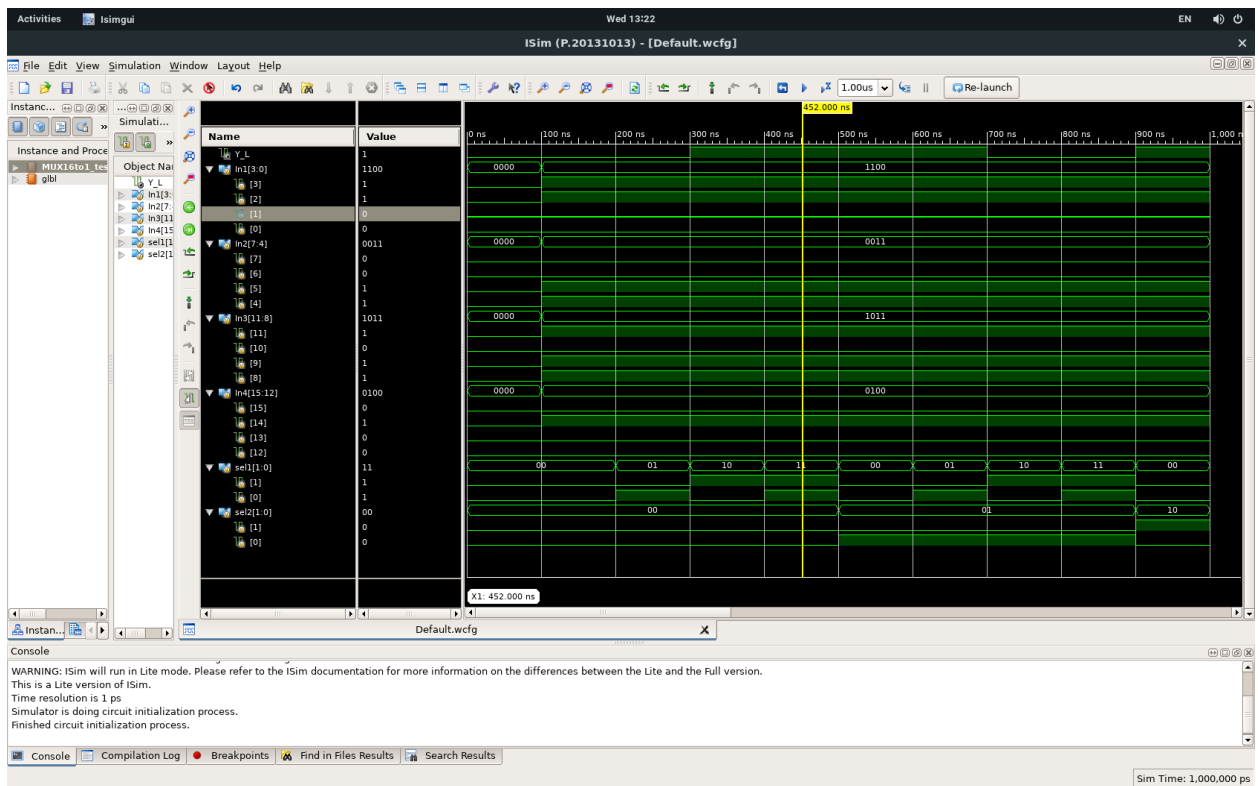 Activities Isimgui Wed 13:22 EN
ISim (P.20131013) - [Default.wcfg]
File Edit View Simulation Window Layout Help
1.00us Re-launch
Instanc... ...
Simulati...
Instance and Proce
MUX16to1_tes
glbl
Object Nar
Y_L
In1[3:
In2[7:
In3[11
In4[15
sel1[1
sel2[1
Name Value
Y_L 1
In1[3:0] 1100
[3] 1
[2] 1
[1] 0
[0] 0
In2[7:4] 0011
[7] 0
[6] 0
[5] 1
[4] 1
In3[11:8] 1011
[11] 1
[10] 0
[9] 1
[8] 1
In4[15:12] 0100
[15] 0
[14] 1
[13] 0
[12] 0
sel1[1:0] 11
[1] 1
[0] 1
sel2[1:0] 00
[1] 0
[0] 0
452.000 ns
0 ns 100 ns 200 ns 300 ns 400 ns 500 ns 600 ns 700 ns 800 ns 900 ns 1,000 n
0000 1100
0000 0011
0000 1011
0000 0100
00 01 10 11 00 01 10 11 00
00 01 10
X1: 452.000 ns
Instan... Default.wcfg
Console
WARNING: ISim will run in Lite mode. Please refer to the ISim documentation for more information on the differences between the Lite and the Full version.
This is a Lite version of ISim.
Time resolution is 1 ps
Simulator is doing circuit initialization process.
Finished circuit initialization process.
Console Compilation Log Breakpoints Find in Files Results Search Results
Sim Time: 1,000,000 ps